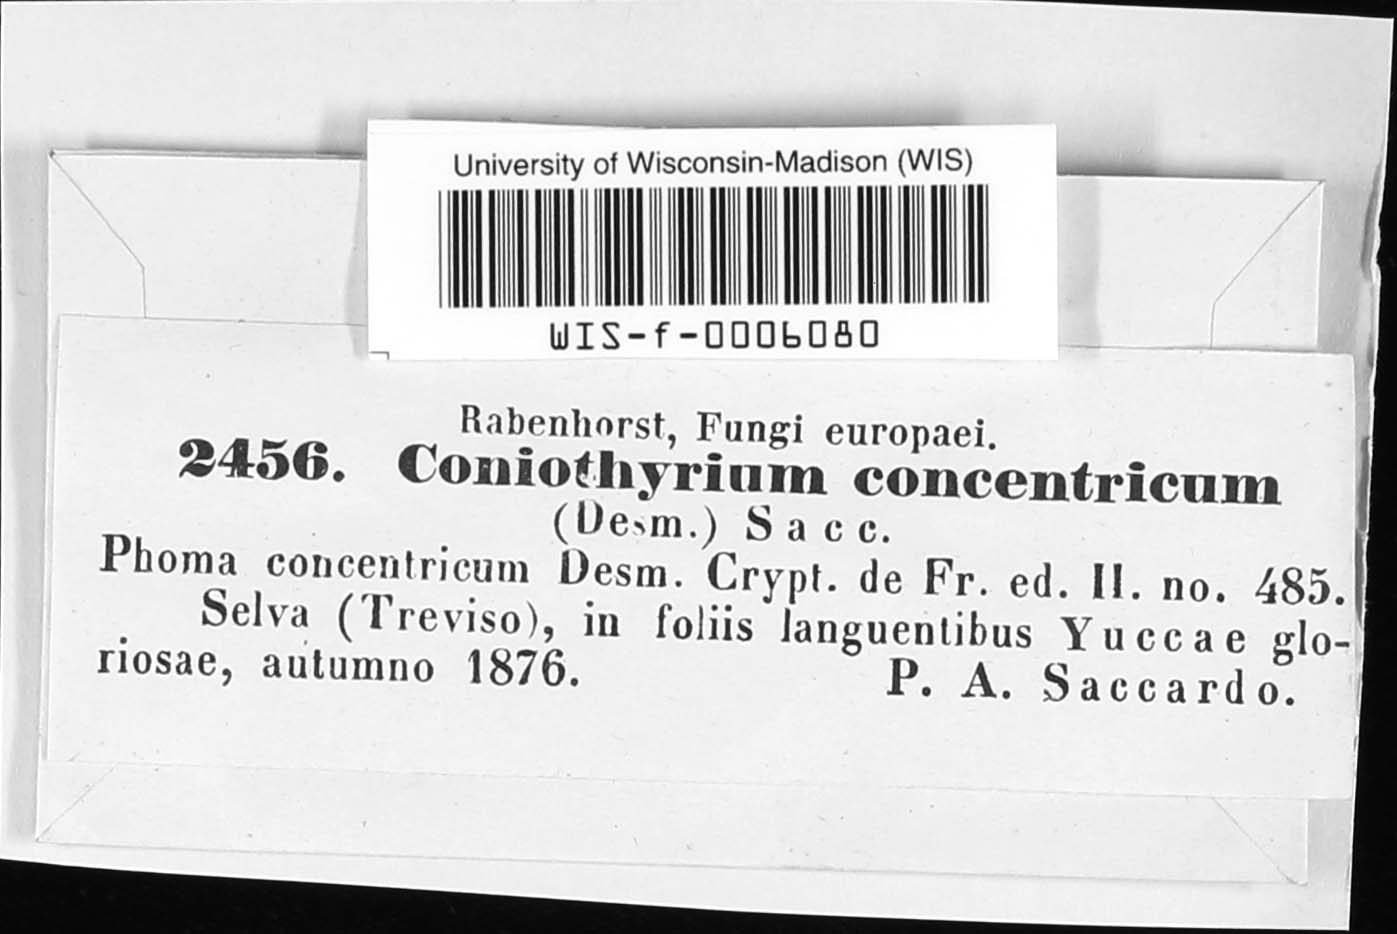 University of Wisconsin-Madison (WIS)
WIS-f-0006080
Rabenhorst, Fungi europaei.
2456. Coniothyrium concentricum
(Desm.) Sacc.
Phoma concentricum Desm. Crypt. de Fr. ed. II. no. 485.
Selva (Treviso), in foliis languentibus Yuccae glo-
riosae, autumno 1876. P. A. Saccardo.